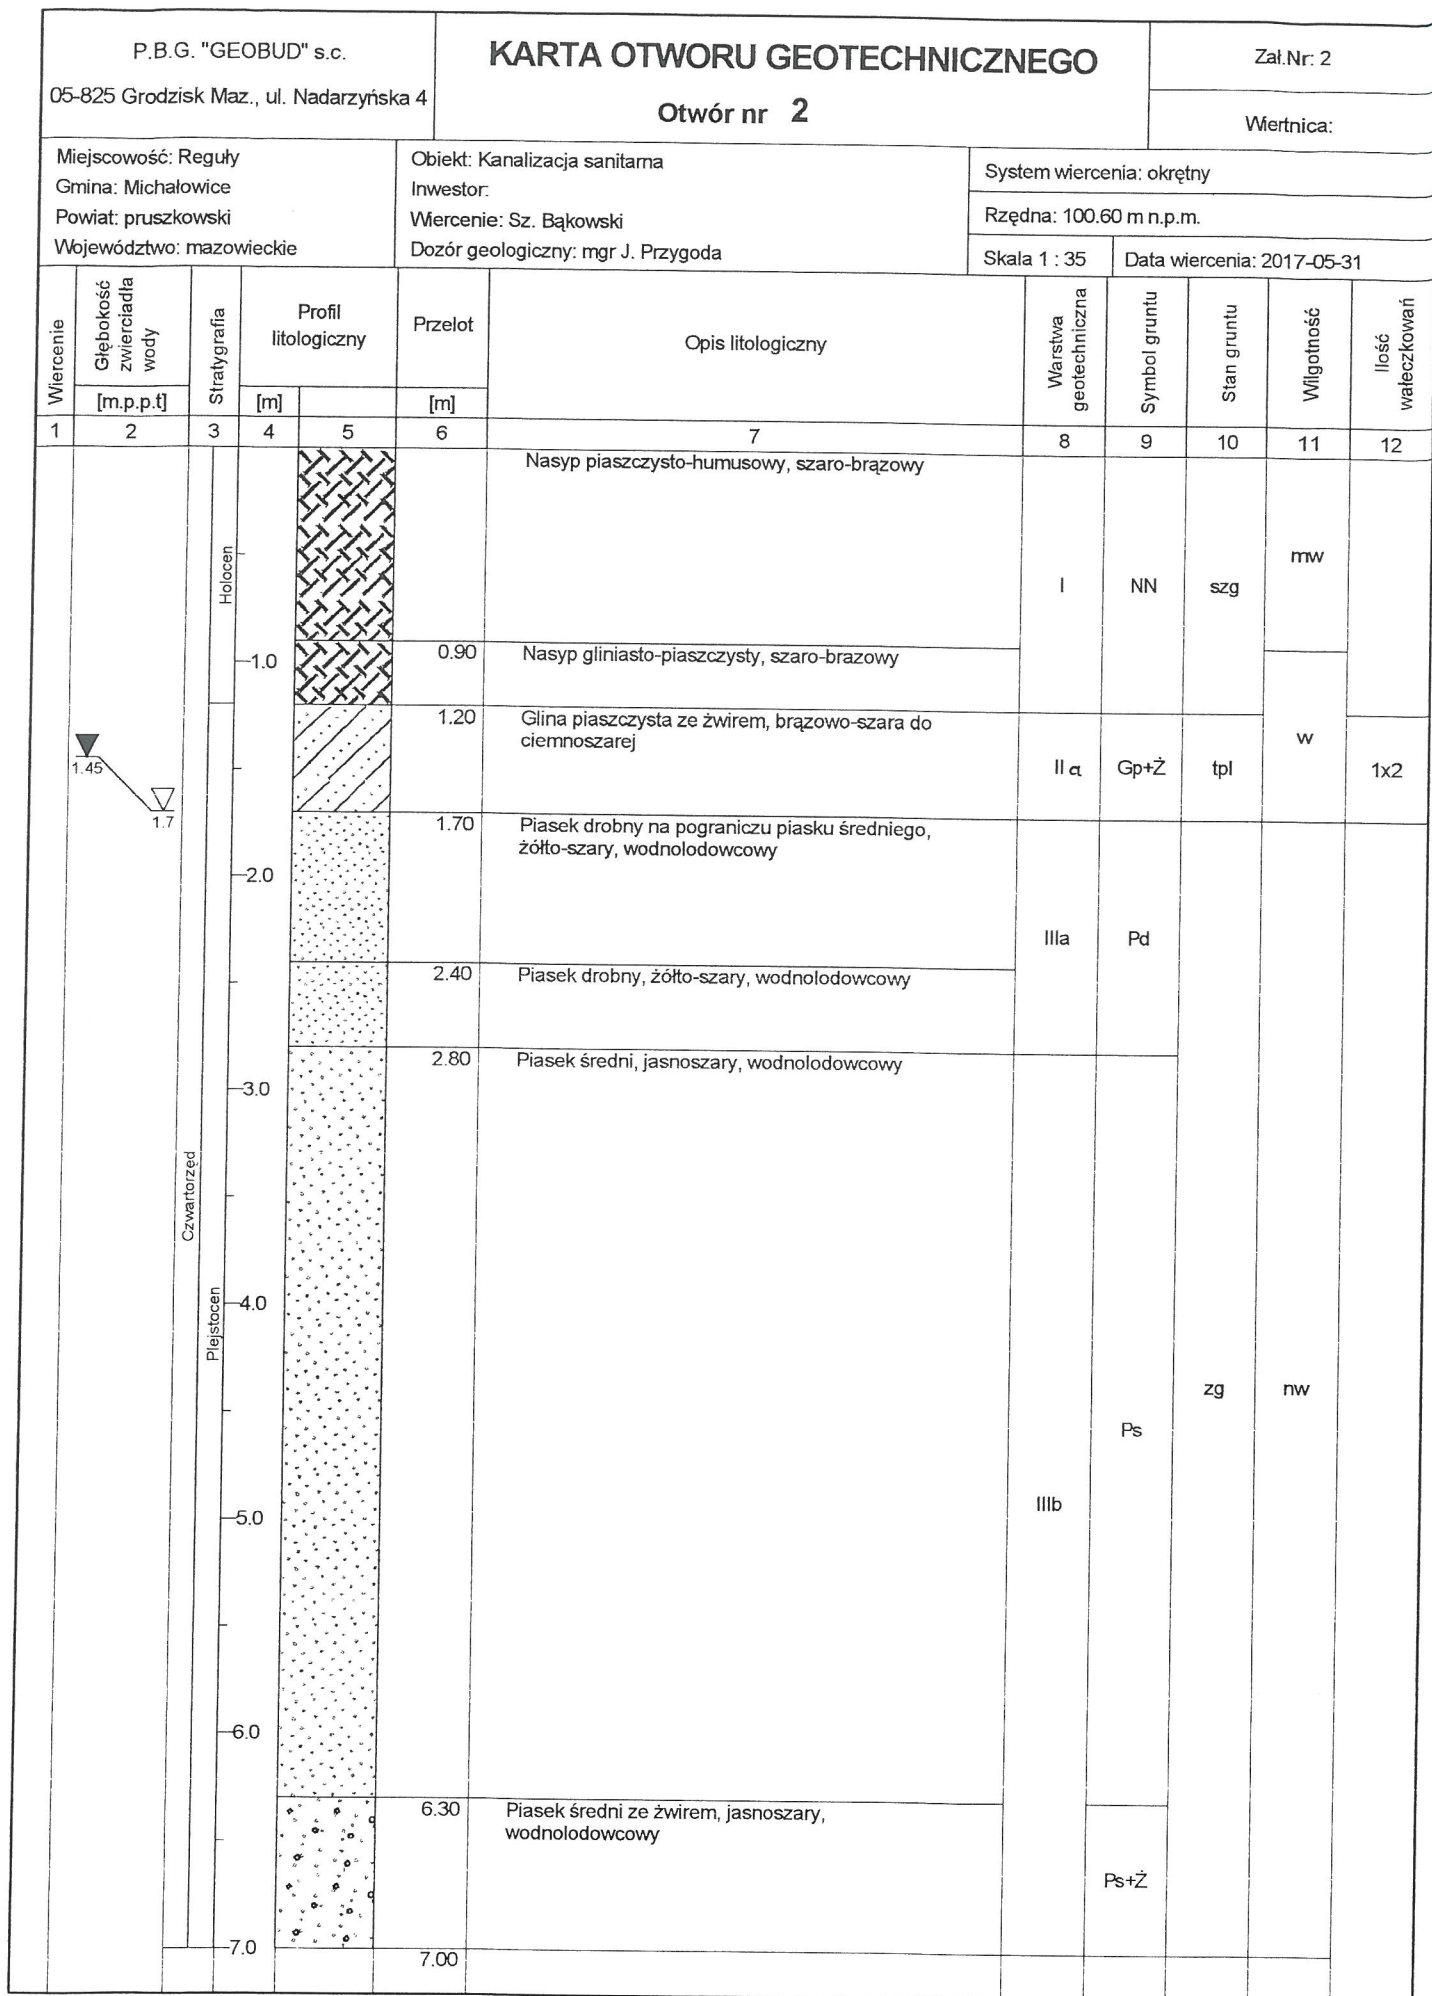 P.B.G. "GEOBUD" s.c.
05-825 Grodzisk Maz., ul. Nadarzyńska 4
KARTA OTWORU GEOTECHNICZNEGO
Otwór nr 2
Zał.Nr: 2
Wiertnica:
Miejscowość: Reguły
Gmina: Michałowice
Powiat: pruszkowski
Województwo: mazowieckie
Obiekt: Kanalizacja sanitarna
Inwestor:
Wiercenie: Sz. Bąkowski
Dozór geologiczny: mgr J. Przygoda
System wiercenia: okrętny
Rzędna: 100.60 m n.p.m.
Skala 1 : 35
Data wiercenia: 2017-05-31
Wiercenie
Głębokość
zwierciadła
wody
[m.p.p.t]
Stratygrafia
Profil
litologiczny
[m]
Przelot
[m]
Opis litologiczny
Warstwa
geotechniczna
Symbol gruntu
Stan gruntu
Wilgotność
Ilość
wałeczkowań
1 2 3 4 5 6 7 8 9 10 11 12
Nasyp piaszczysto-humusowy, szaro-brązowy
Holocen
mw
I NN szg
1.0
0.90 Nasyp gliniasto-piaszczysty, szaro-brazowy
1.20 Glina piaszczysta ze żwirem, brązowo-szara do
ciemnoszarej
w
1.45
II a Gp+Ż tpl 1x2
1.7
1.70 Piasek drobny na pograniczu piasku średniego,
żółto-szary, wodnolodowcowy
2.0
IIIa Pd
2.40 Piasek drobny, żółto-szary, wodnolodowcowy
2.80 Piasek średni, jasnoszary, wodnolodowcowy
3.0
Czwartorzęd
Plejstocen
4.0
zg nw
Ps
IIIb
5.0
6.0
6.30 Piasek średni ze żwirem, jasnoszary,
wodnolodowcowy
Ps+Ż
7.0
7.00